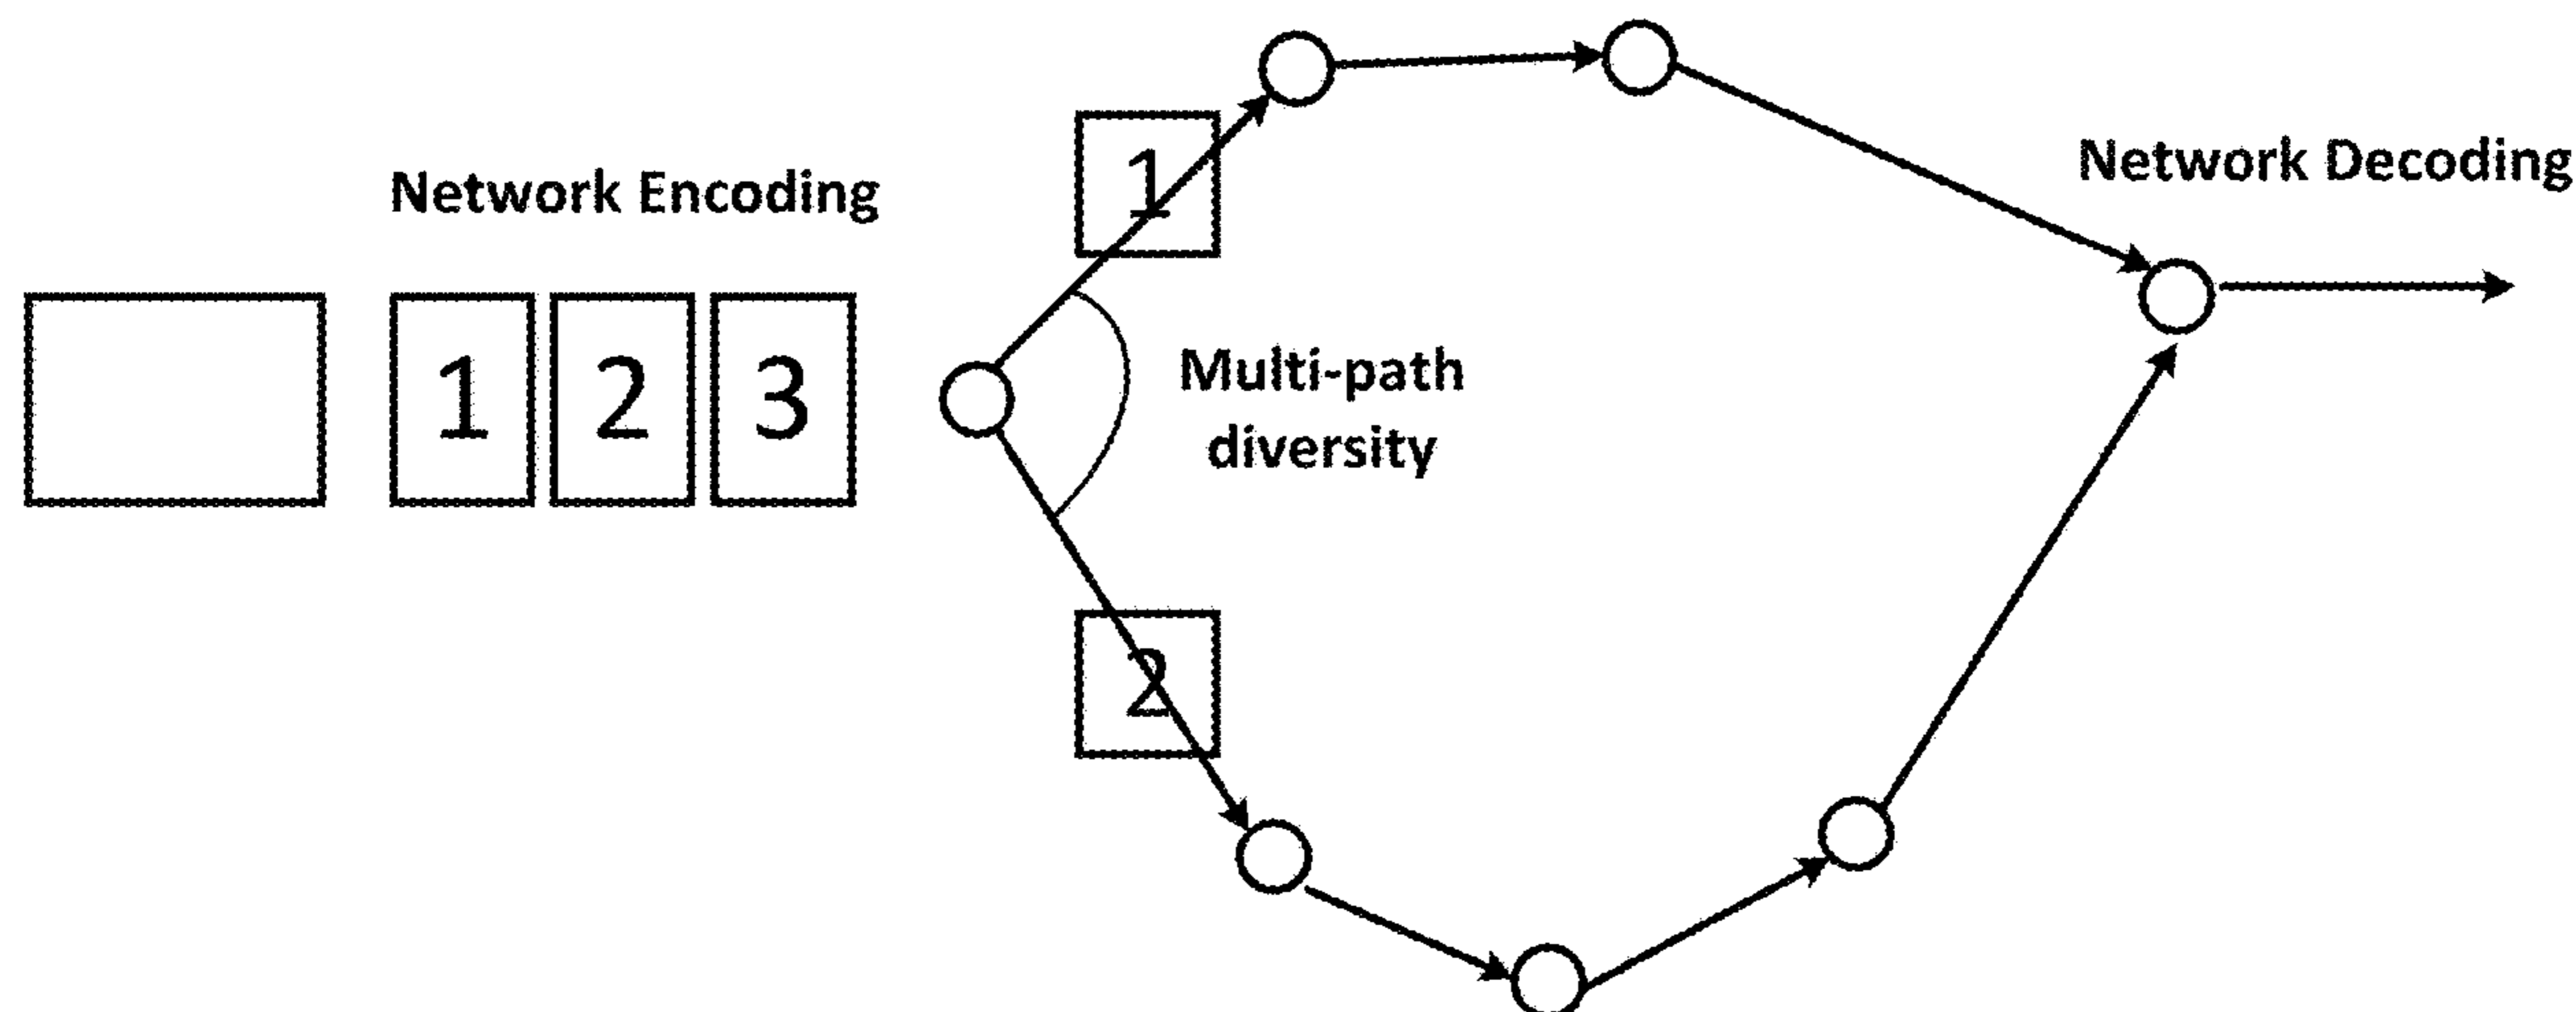 Network Encoding
1
Network Decoding
1 2 3
Multi-path
diversity
2